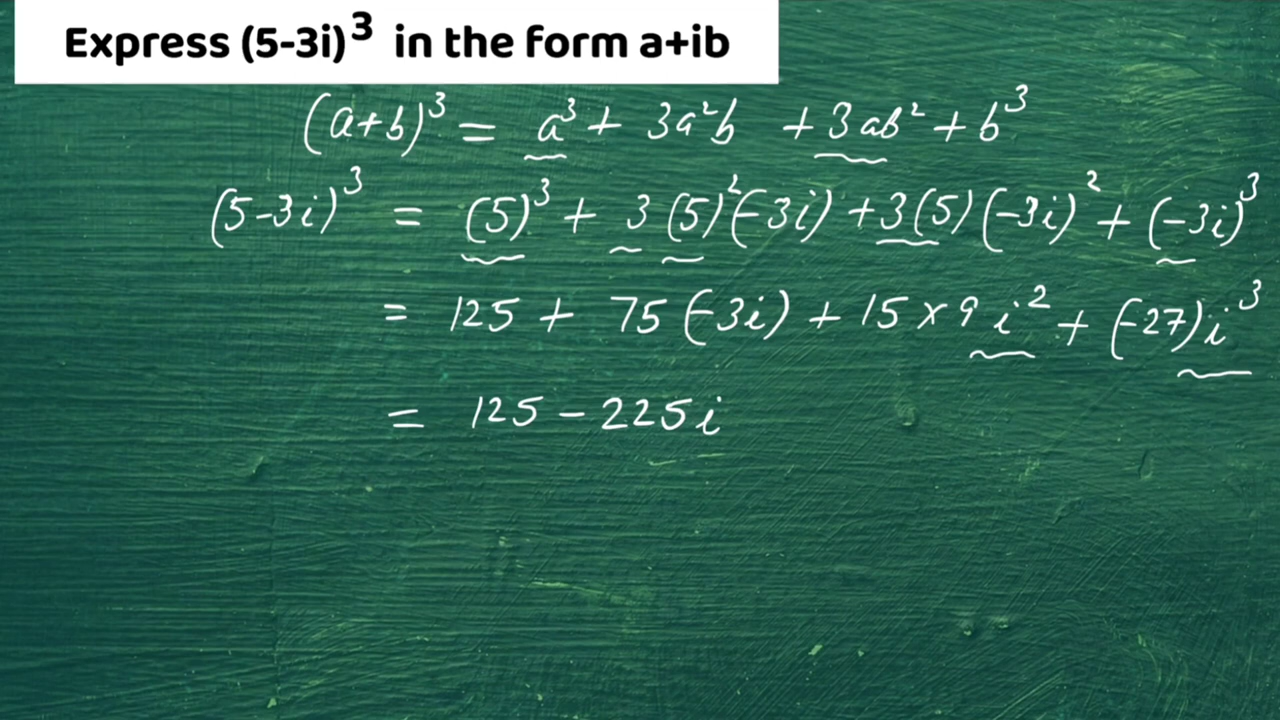 Express (5-3i)³ in the form a+ib
(a+b)³ = a³ + 3a²b + 3ab² + b³
(5-3i)³ = (5)³ + 3(5)²(-3i) + 3(5)(-3i)² + (-3i)³
= 125 + 75(-3i) + 15 × 9 i² + (-27)i³
= 125 - 225i